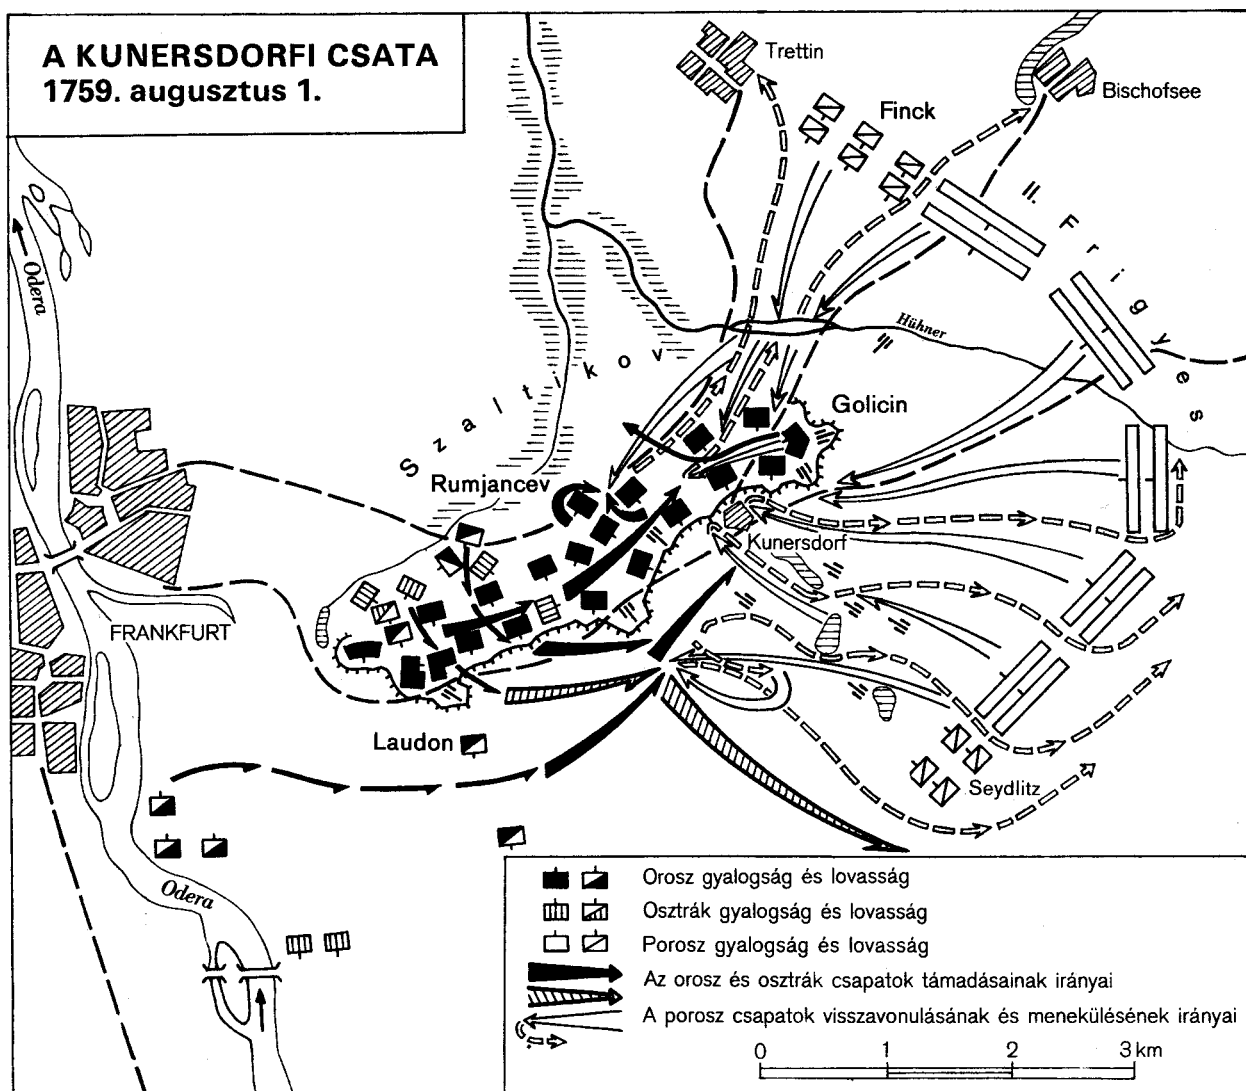 A KUNERSDORFI CSATA
1759. augusztus 1.
Trettin
Bischofsee
Finck
II. Frigyes
Odera
Hühner
Szaltikov
Golicin
Rumjancev
Kunersdorf
FRANKFURT
Laudon
Seydlitz
Odera
Orosz gyalogság és lovasság
Osztrák gyalogság és lovasság
Porosz gyalogság és lovasság
Az orosz és osztrák csapatok támadásainak irányai
A porosz csapatok visszavonulásának és menekülésének irányai
0 1 2 3 km